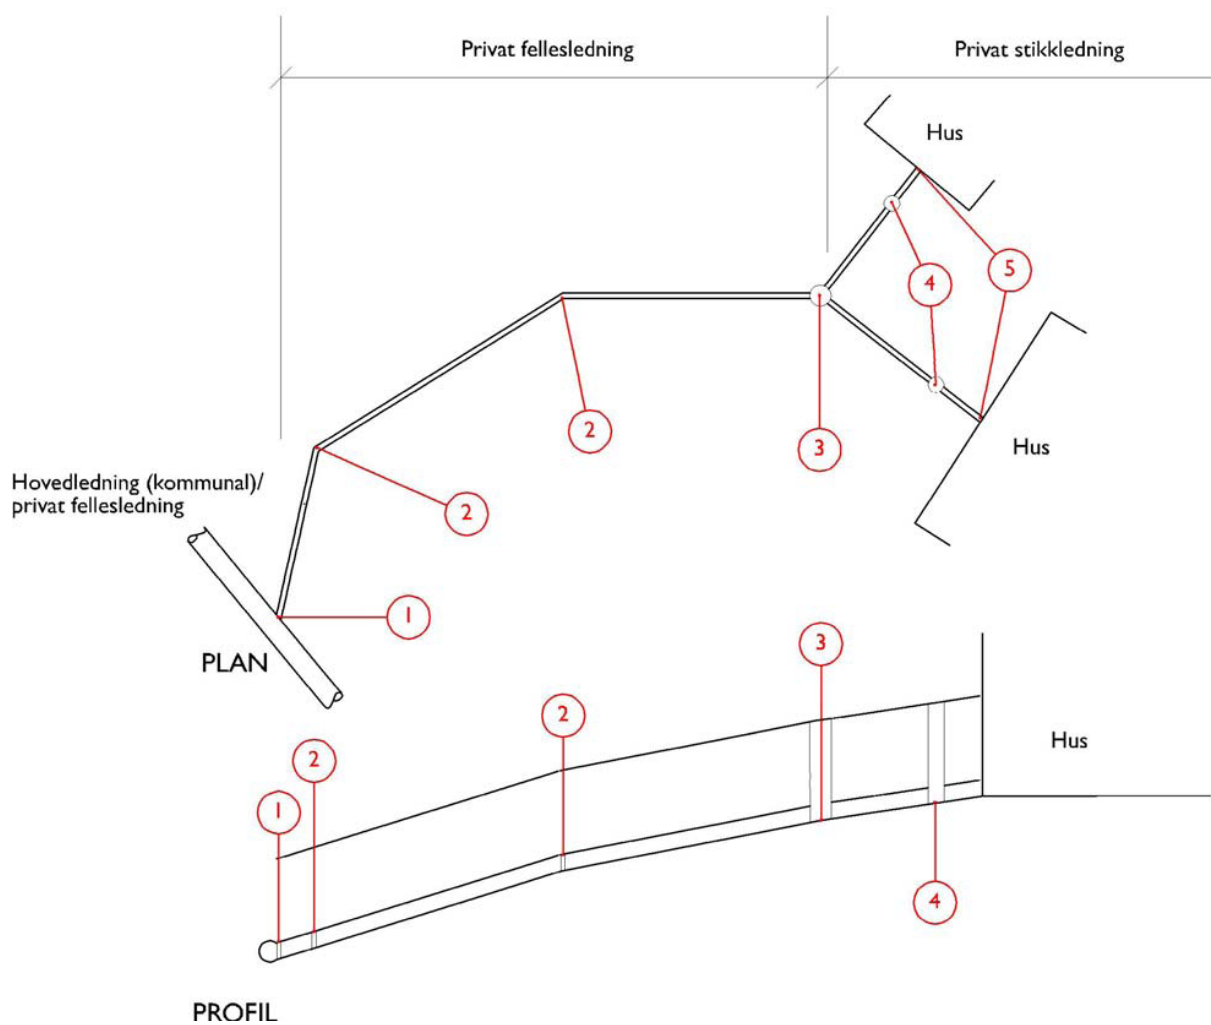 Privat fellesledning
Privat stikkledning
Hus
4
5
2
3
Hus
Hovedledning (kommunal)/
privat fellesledning
2
1
PLAN
3
2
Hus
2
1
4
PROFIL